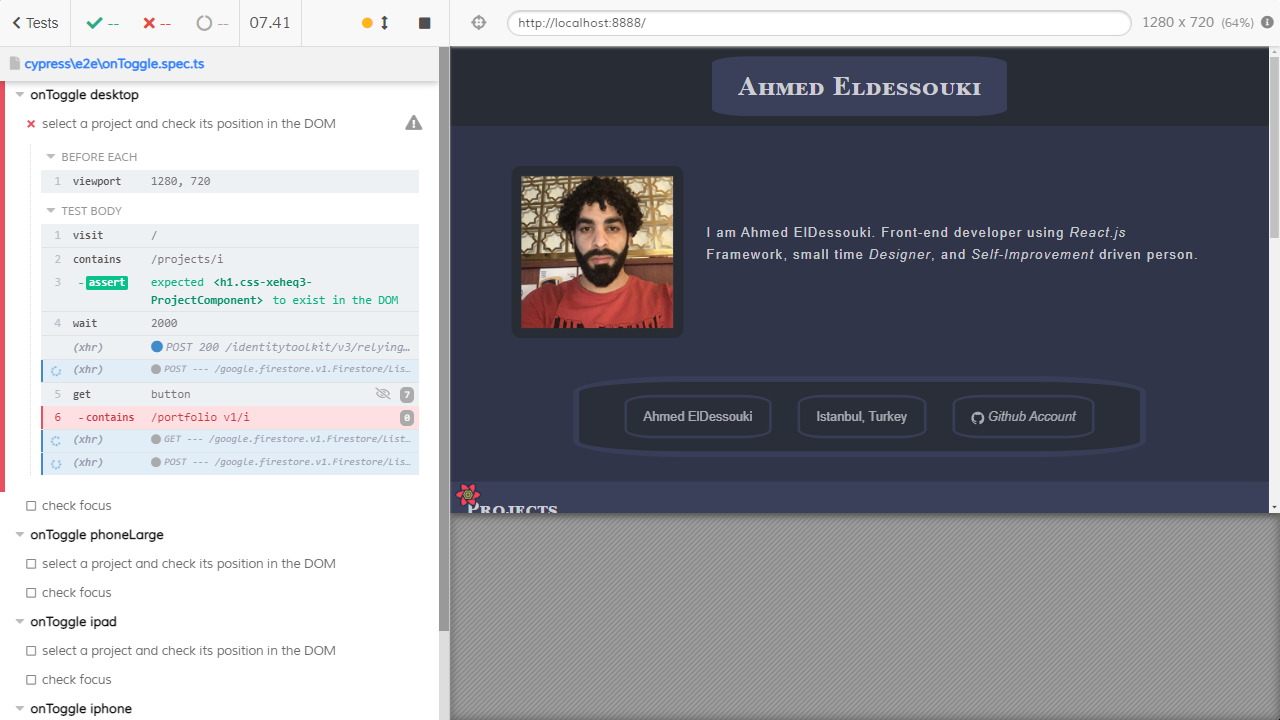 Tests
--
--
--
07.41
http://localhost:8888/
1280 x 720 (64%)
cypress\e2e\onToggle.spec.ts
onToggle desktop
select a project and check its position in the DOM
BEFORE EACH
1 viewport 1280, 720
TEST BODY
1 visit /
2 contains /projects/i
3 -assert expected <h1.css-xeheq3-
ProjectComponent> to exist in the DOM
4 wait 2000
(xhr) POST 200 /identitytoolkit/v3/relying…
(xhr) POST --- /google.firestore.v1.Firestore/Lis…
5 get button 7
6 -contains /portfolio v1/i 0
(xhr) GET --- /google.firestore.v1.Firestore/List…
(xhr) POST --- /google.firestore.v1.Firestore/Lis…
check focus
onToggle phoneLarge
select a project and check its position in the DOM
check focus
onToggle ipad
select a project and check its position in the DOM
check focus
onToggle iphone
Ahmed Eldessouki
I am Ahmed ElDessouki. Front-end developer using React.js
Framework, small time Designer, and Self-Improvement driven person.
Ahmed ElDessouki
Istanbul, Turkey
Github Account
Projects